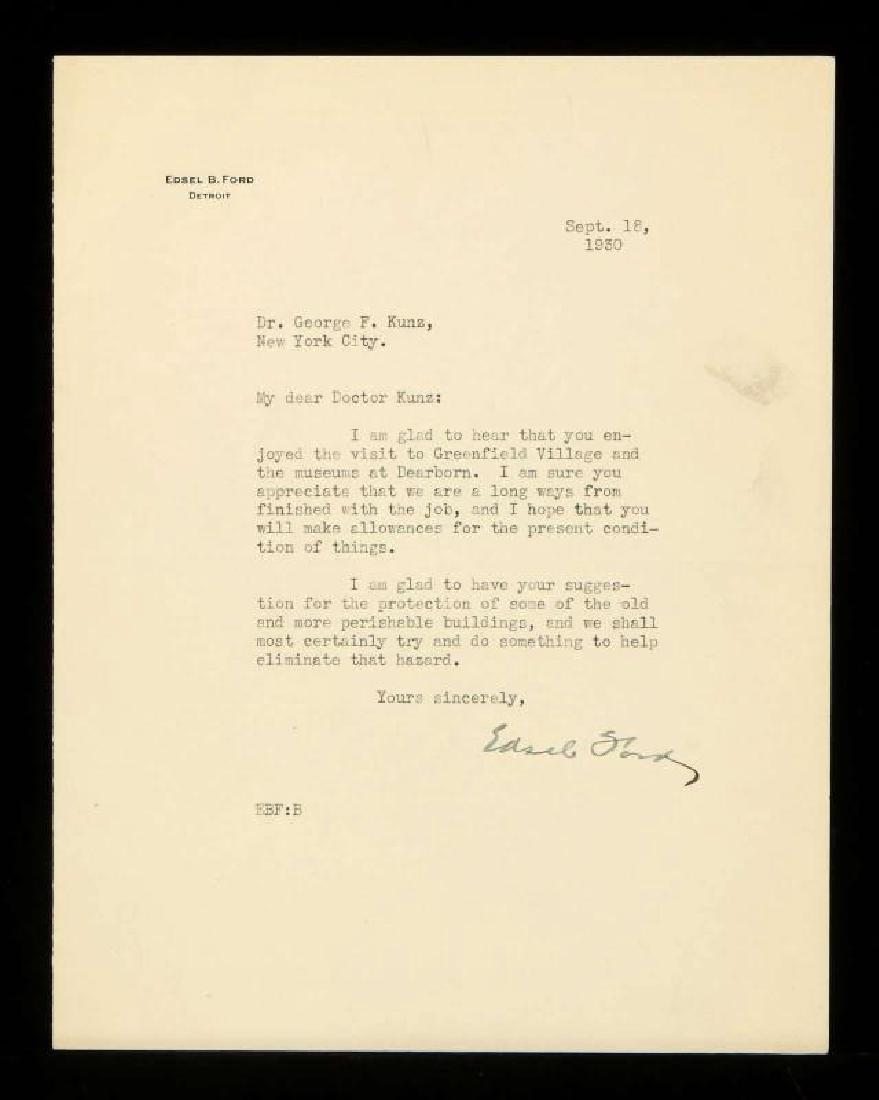 EDSEL B. FORD
DETROIT
Sept. 18,
1930
Dr. George F. Kunz,
New York City.
My dear Doctor Kunz:
I am glad to hear that you en-
joyed the visit to Greenfield Village and
the museums at Dearborn. I am sure you
appreciate that we are a long ways from
finished with the job, and I hope that you
will make allowances for the present condi-
tion of things.
I am glad to have your sugges-
tion for the protection of some of the old
and more perishable buildings, and we shall
most certainly try and do something to help
eliminate that hazard.
Yours sincerely,
Edsel Ford
EBF:B